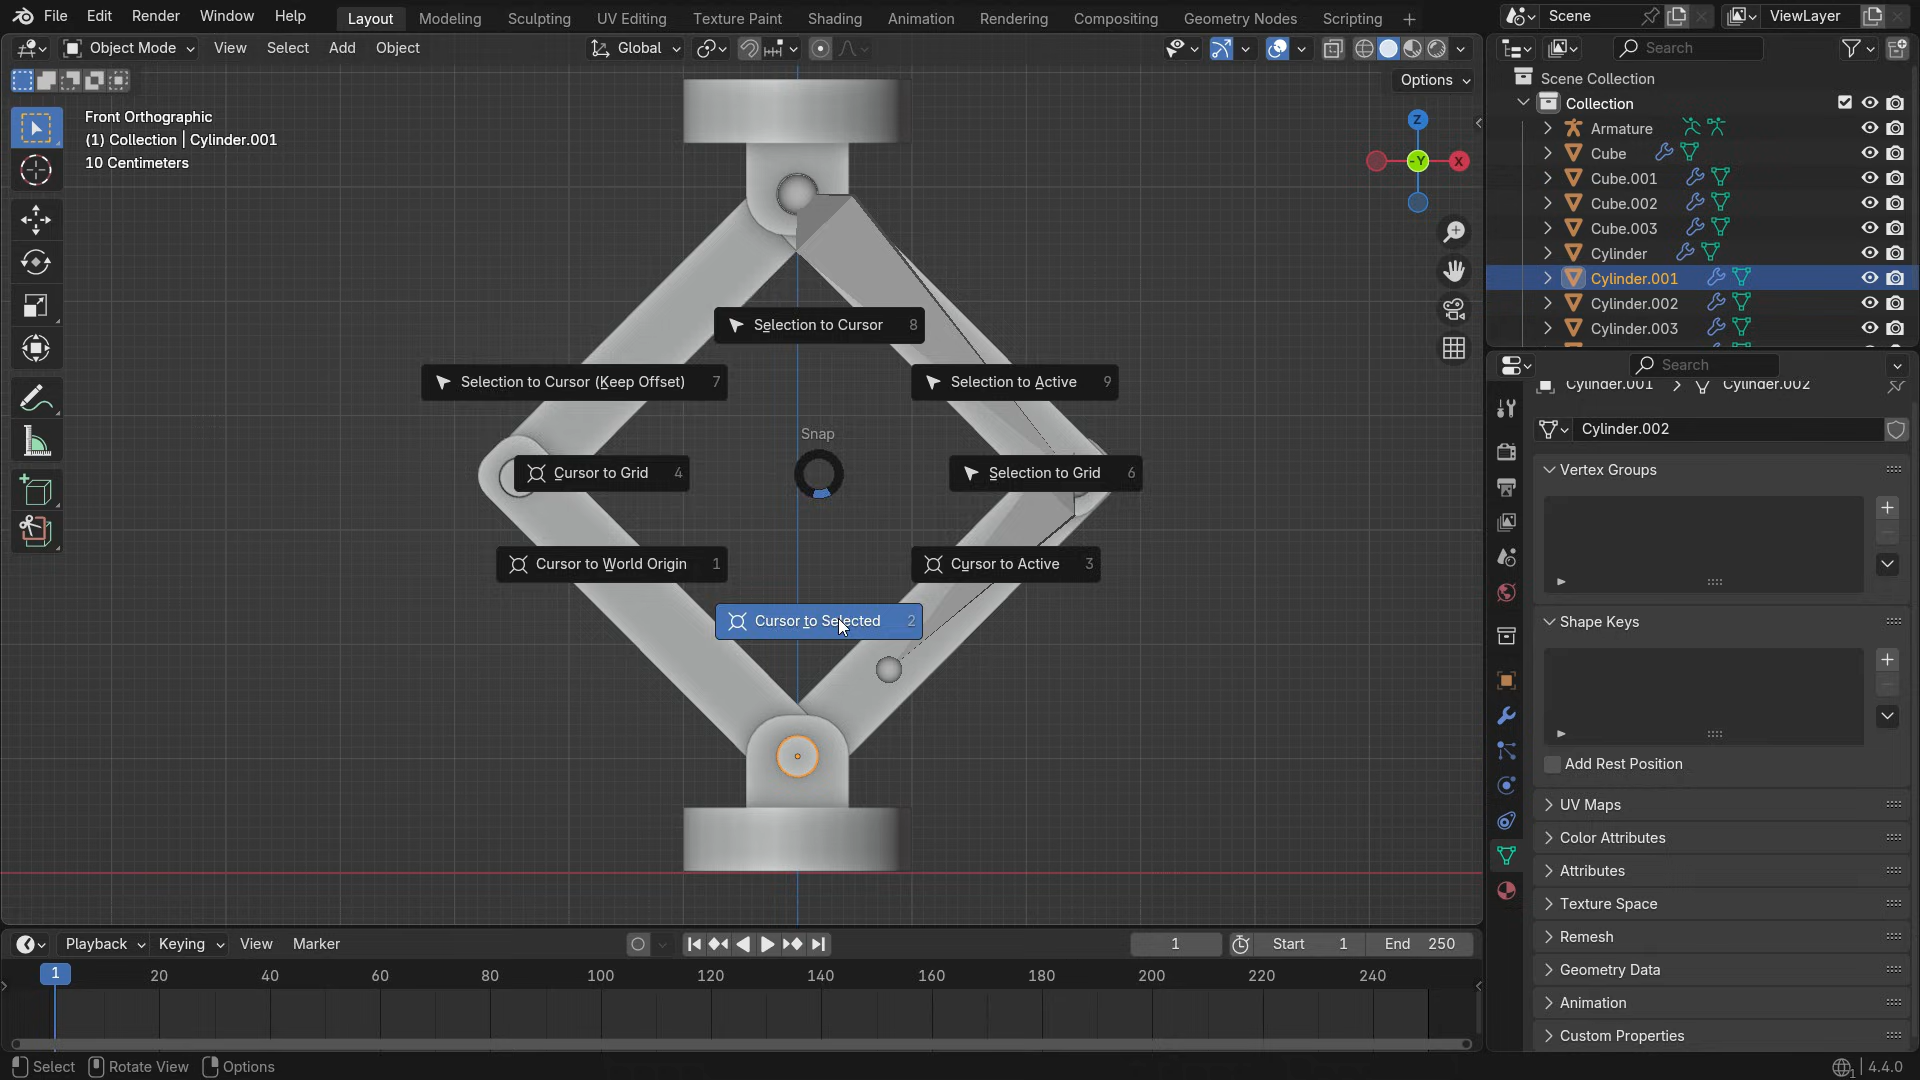 File Edit Render Window Help Layout Modeling Sculpting UV Editing Texture Paint Shading Animation Rendering Compositing Geometry Nodes Scripting + Scene ViewLayer
Object Mode View Select Add Object Global Search
Options
Front Orthographic
(1) Collection | Cylinder.001
10 Centimeters
Z
-Y
X
Selection to Cursor 8
Selection to Cursor (Keep Offset) 7
Selection to Active 9
Snap
Cursor to Grid 4
Selection to Grid 6
Cursor to World Origin 1
Cursor to Active 3
Cursor to Selected 2
Scene Collection
Collection
Armature
Cube
Cube.001
Cube.002
Cube.003
Cylinder
Cylinder.001
Cylinder.002
Cylinder.003
Search
Cylinder.001 Cylinder.002
Cylinder.002
Vertex Groups
Shape Keys
Add Rest Position
UV Maps
Color Attributes
Attributes
Texture Space
Remesh
Geometry Data
Animation
Custom Properties
Playback Keying View Marker 1 Start 1 End 250
1 20 40 60 80 100 120 140 160 180 200 220 240
Select Rotate View Options 4.4.0